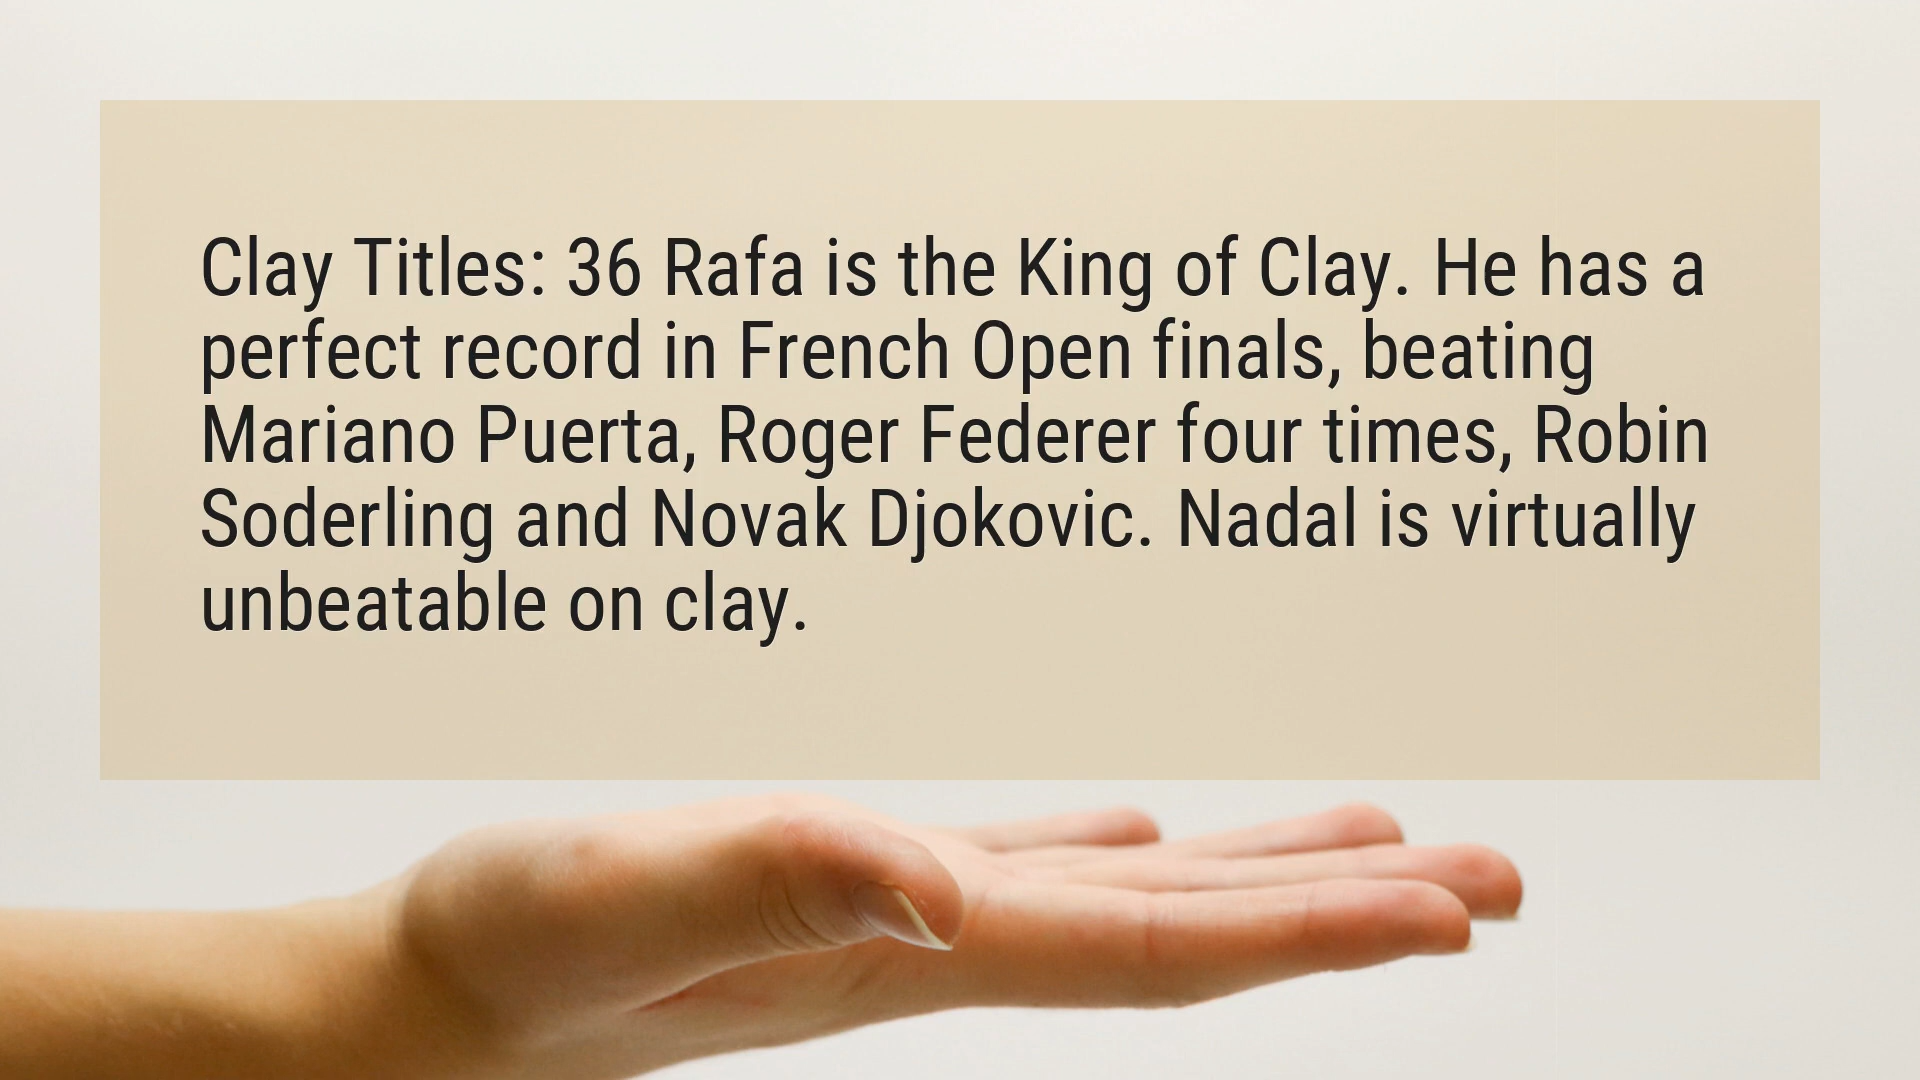 Clay Titles: 36 Rafa is the King of Clay. He has a
perfect record in French Open finals, beating
Mariano Puerta, Roger Federer four times, Robin
Soderling and Novak Djokovic. Nadal is virtually
unbeatable on clay.